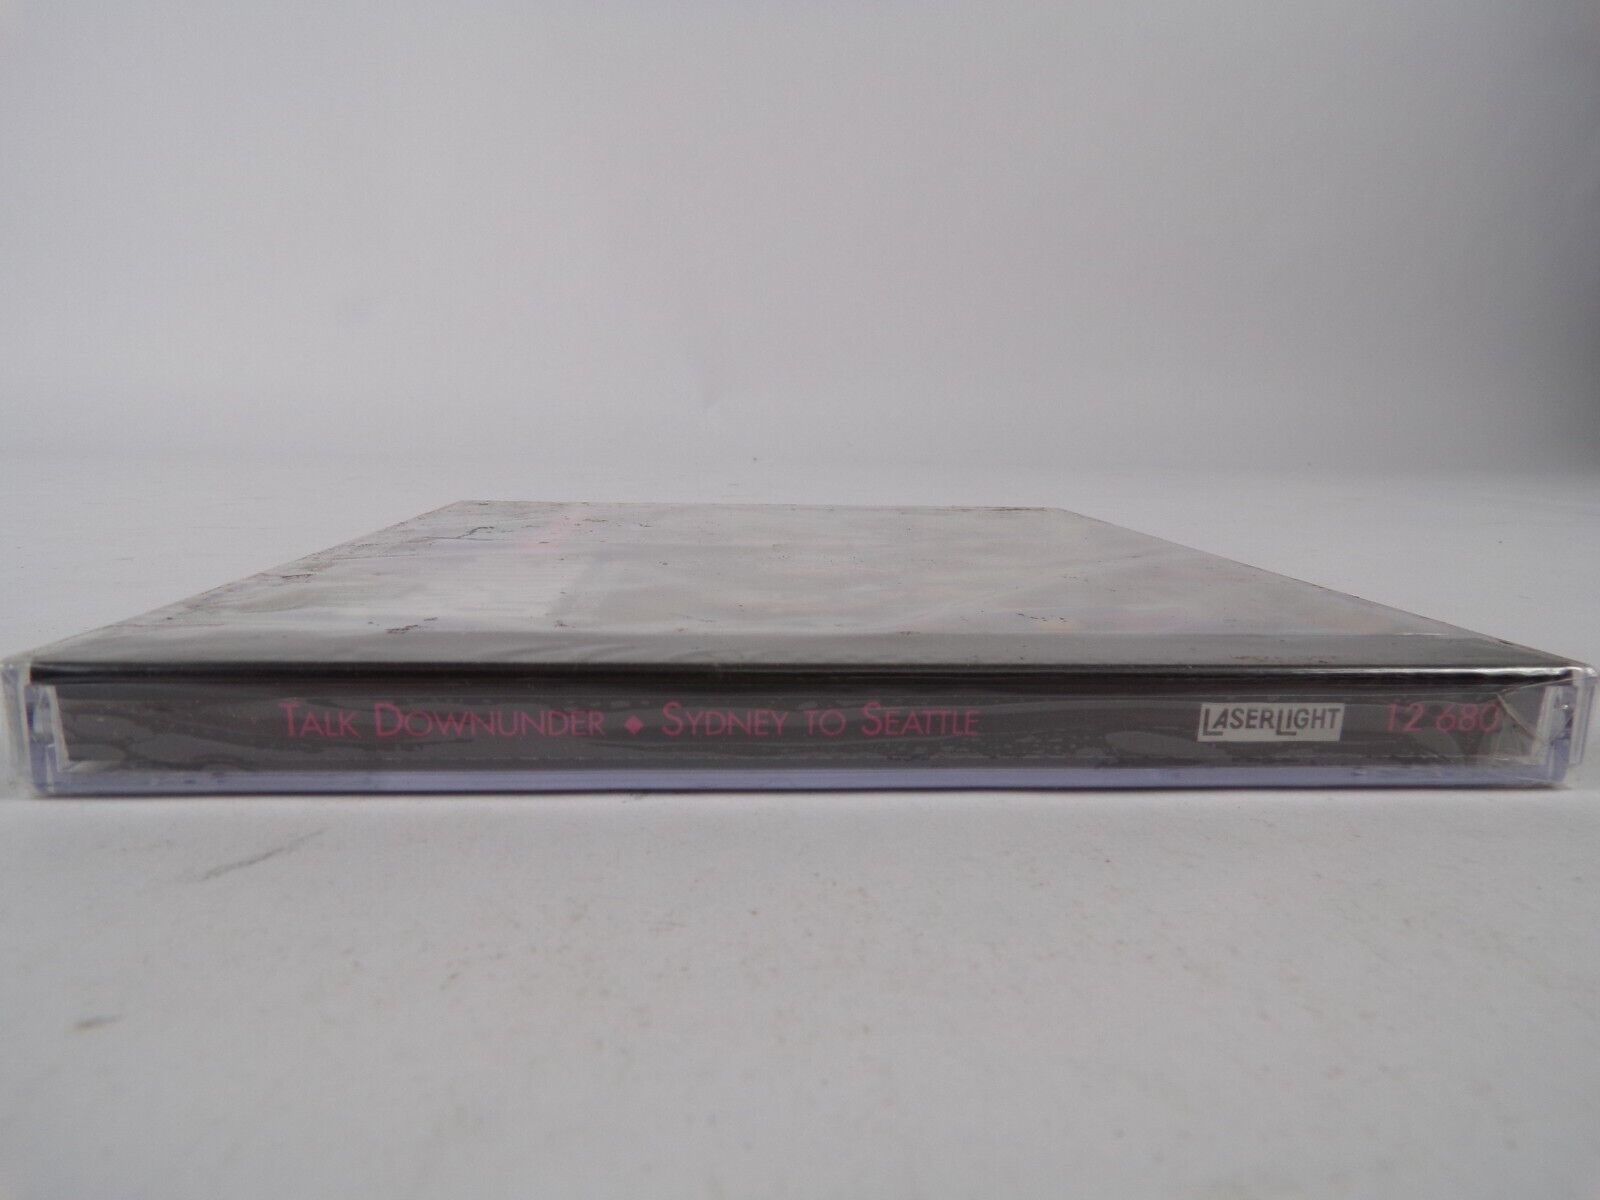 TALK DOWNUNDER ◆ SYDNEY TO SEATTLE LASERLIGHT 12 680